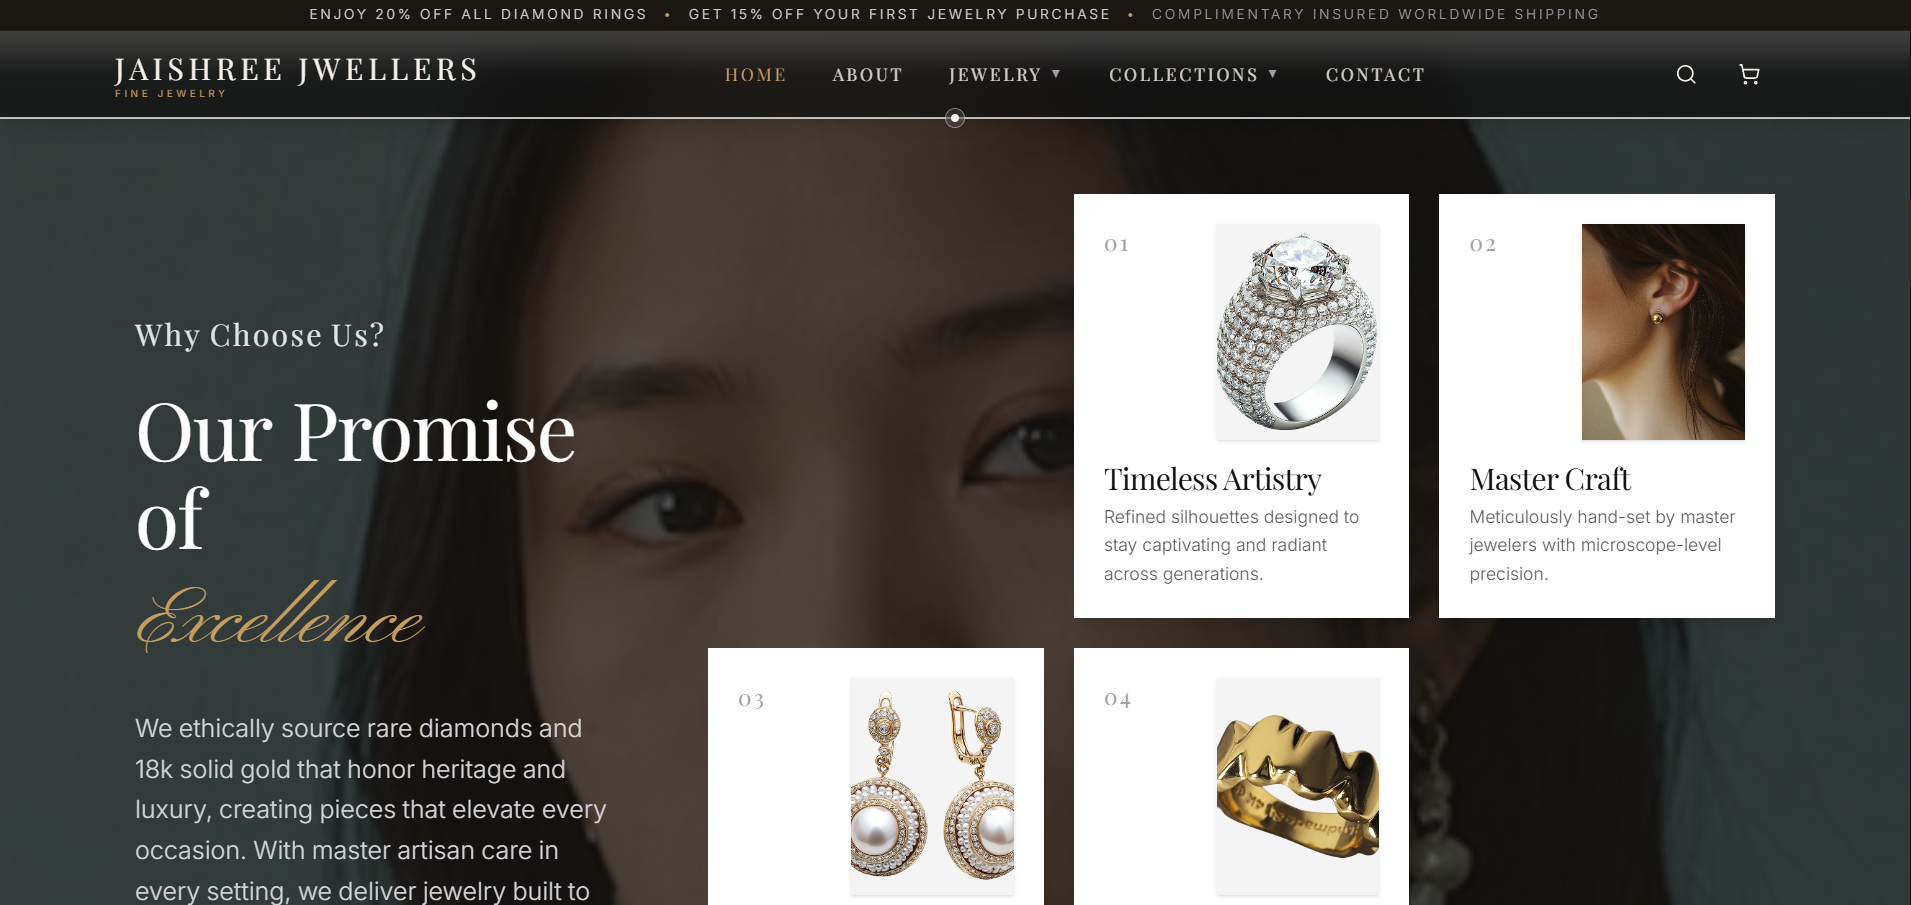 ENJOY 20% OFF ALL DIAMOND RINGS • GET 15% OFF YOUR FIRST JEWELRY PURCHASE • COMPLIMENTARY INSURED WORLDWIDE SHIPPING
JAISHREE JWELLERS
FINE JEWELRY
HOME ABOUT JEWELRY ▼ COLLECTIONS ▼ CONTACT
Why Choose Us?
Our Promise
of
Excellence
We ethically source rare diamonds and
18k solid gold that honor heritage and
luxury, creating pieces that elevate every
occasion. With master artisan care in
every setting, we deliver jewelry built to
01
Timeless Artistry
Refined silhouettes designed to
stay captivating and radiant
across generations.
02
Master Craft
Meticulously hand-set by master
jewelers with microscope-level
precision.
03
04